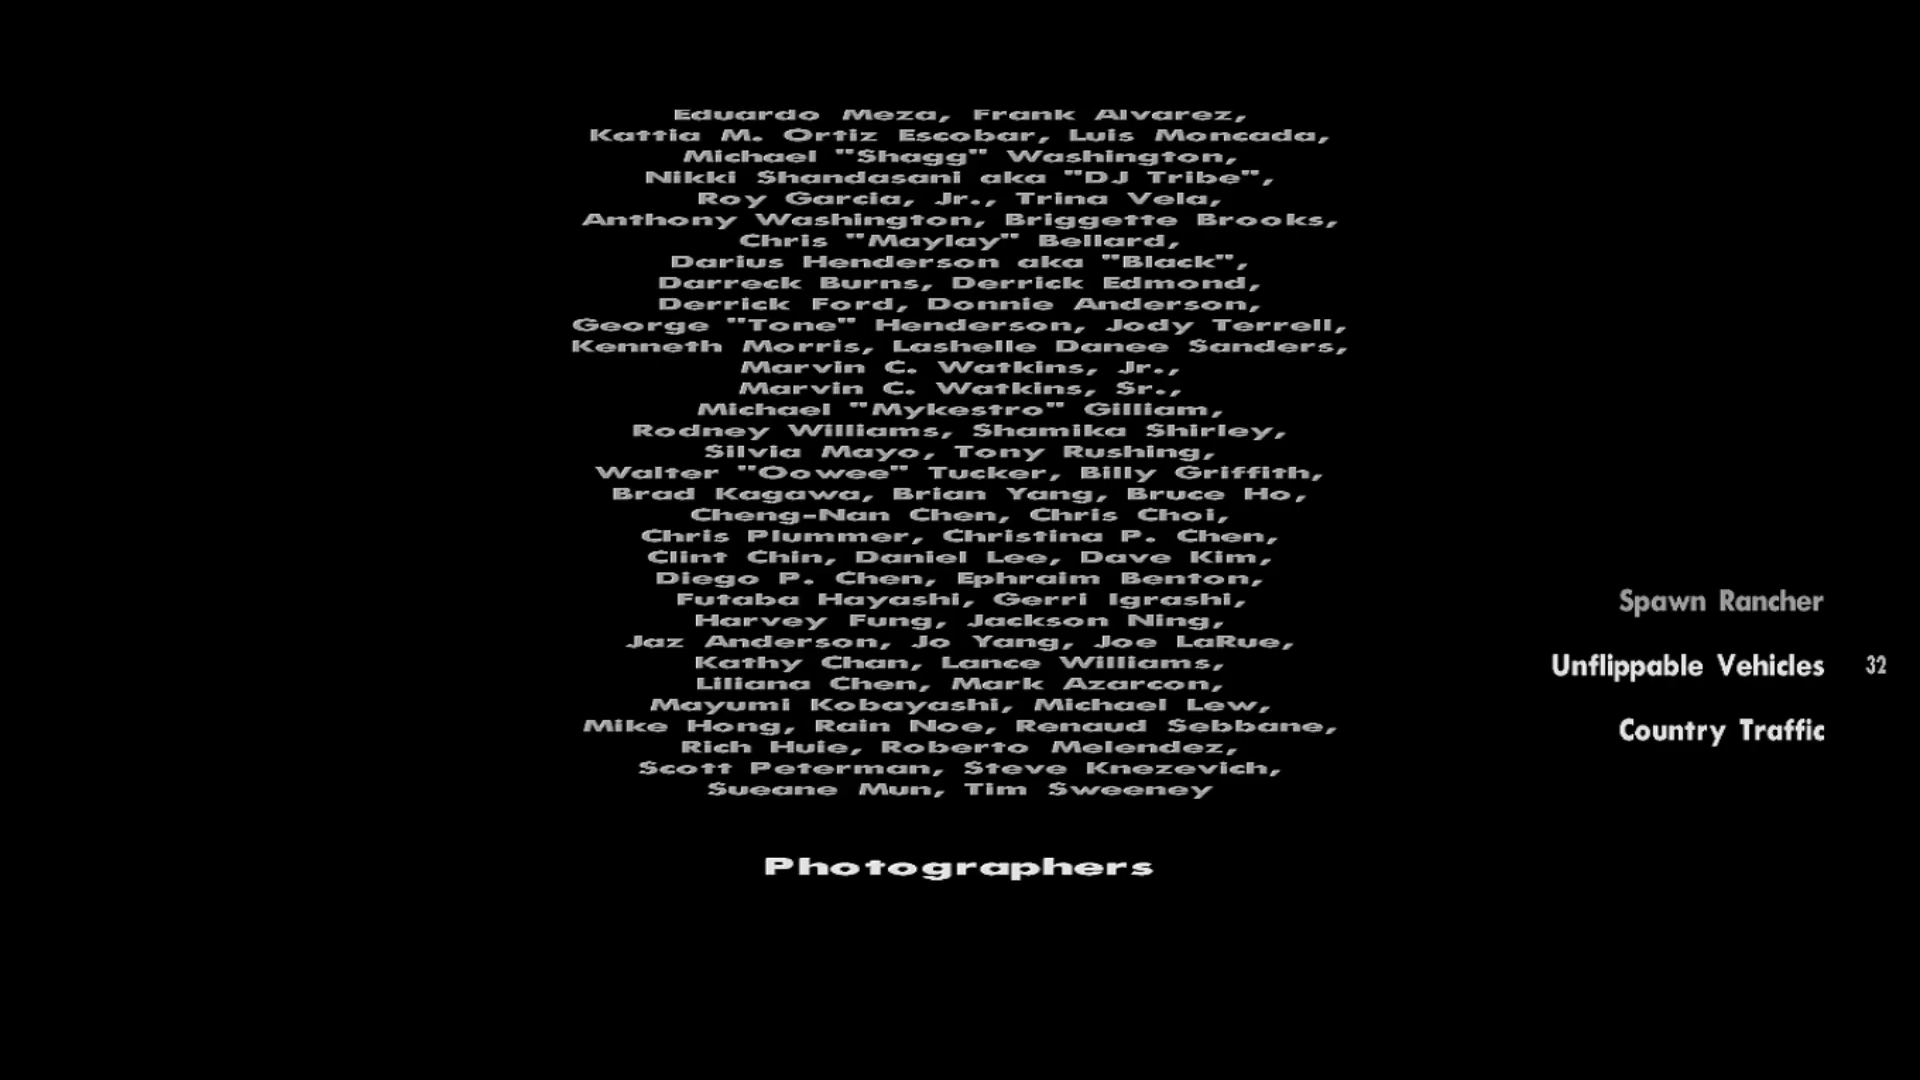 Eduardo Meza, Frank Alvarez,
Kattia M. Ortiz Escobar, Luis Moncada,
Michael "Shagg" Washington,
Nikki Shandasani aka "DJ Tribe",
Roy Garcia, Jr., Trina Vela,
Anthony Washington, Briggette Brooks,
Chris "Maylay" Bellard,
Darius Henderson aka "Black",
Darreck Burns, Derrick Edmond,
Derrick Ford, Donnie Anderson,
George "Tone" Henderson, Jody Terrell,
Kenneth Morris, Lashelle Danee Sanders,
Marvin C. Watkins, Jr.,
Marvin C. Watkins, Sr.,
Michael "Mykestro" Gilliam,
Rodney Williams, Shamika Shirley,
Silvia Mayo, Tony Rushing,
Walter "Oowee" Tucker, Billy Griffith,
Brad Kagawa, Brian Yang, Bruce Ho,
Cheng-Nan Chen, Chris Choi,
Chris Plummer, Christina P. Chen,
Clint Chin, Daniel Lee, Dave Kim,
Diego P. Chen, Ephraim Benton,
Futaba Hayashi, Gerri Igrashi,
Harvey Fung, Jackson Ning,
Jaz Anderson, Jo Yang, Joe LaRue,
Kathy Chan, Lance Williams,
Liliana Chen, Mark Azarcon,
Mayumi Kobayashi, Michael Lew,
Mike Hong, Rain Noe, Renaud Sebbane,
Rich Huie, Roberto Melendez,
Scott Peterman, Steve Knezevich,
Sueane Mun, Tim Sweeney
Photographers
Spawn Rancher
Unflippable Vehicles 32
Country Traffic